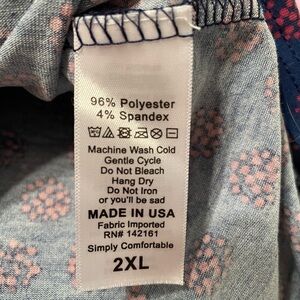 96% Polyester
4% Spandex
Machine Wash Cold
Gentle Cycle
Do Not Bleach
Hang Dry
Do Not Iron
or you'll be sad
MADE IN USA
Fabric Imported
RN# 142161
Simply Comfortable
2XL